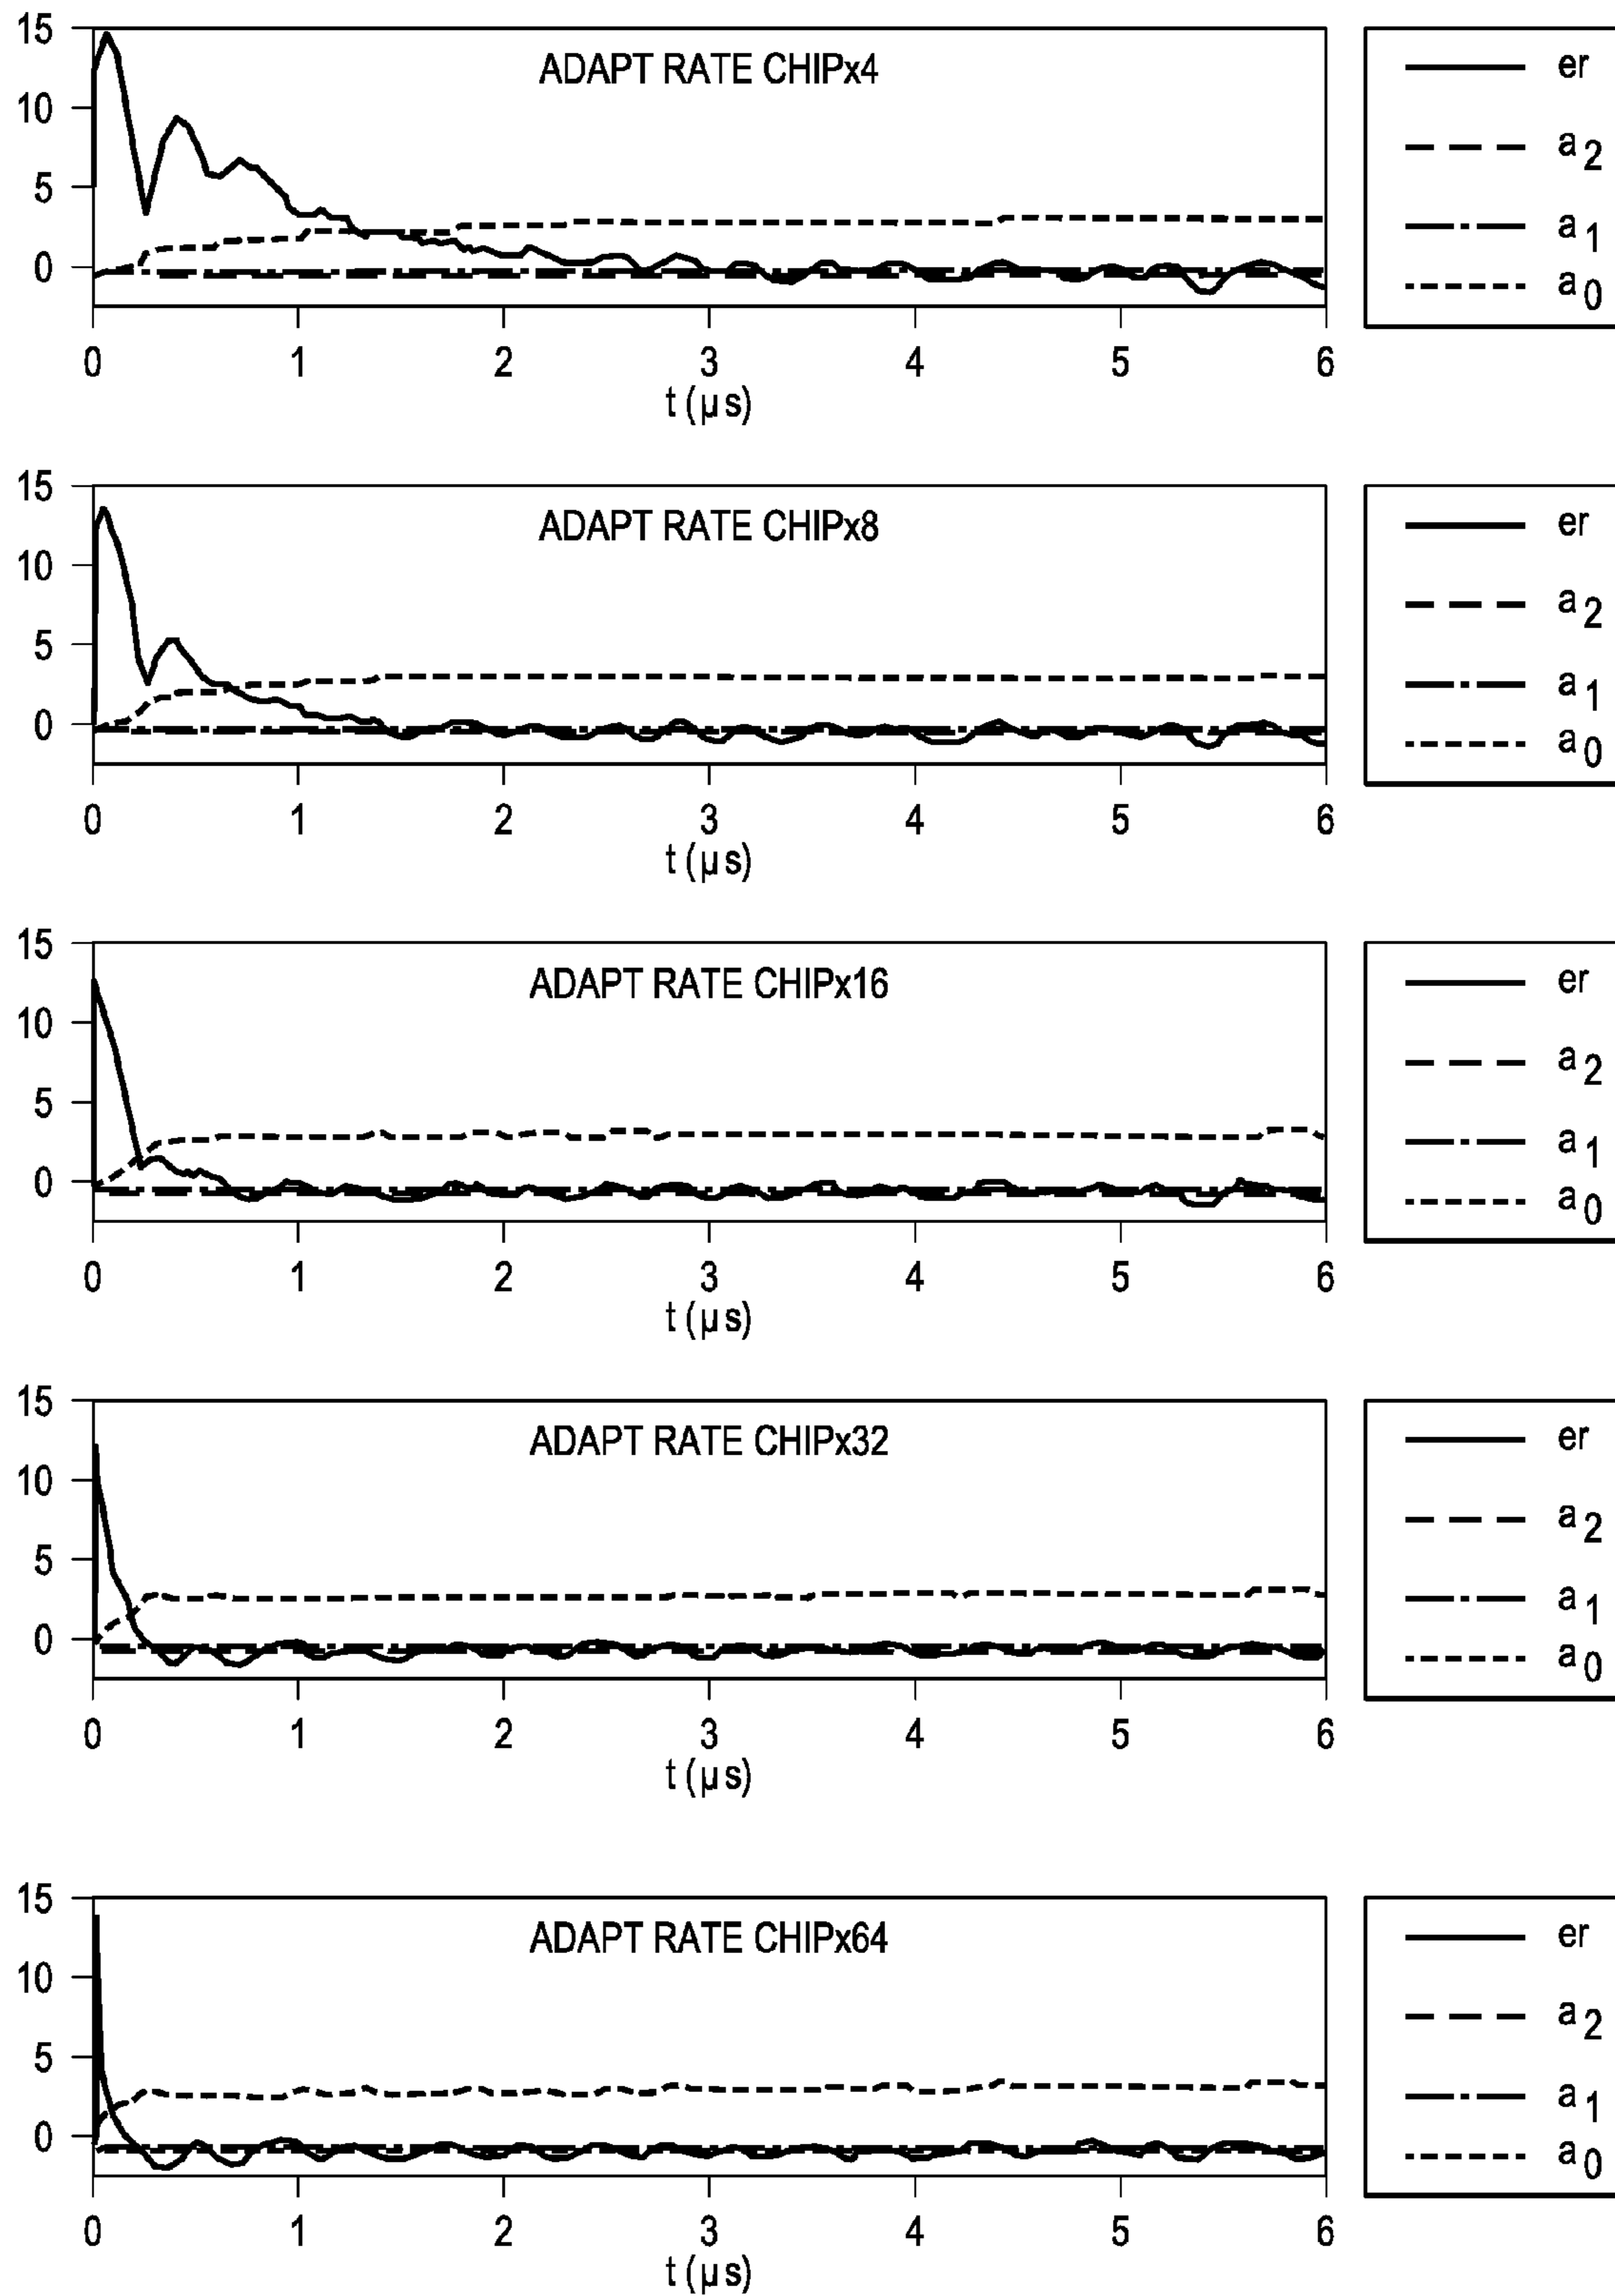 15
10
5
0
ADAPT RATE CHIPx4
0 1 2 3 4 5 6
t (μs)
er
a2
a1
a0
15
10
5
0
ADAPT RATE CHIPx8
0 1 2 3 4 5 6
t (μs)
er
a2
a1
a0
15
10
5
0
ADAPT RATE CHIPx16
0 1 2 3 4 5 6
t (μs)
er
a2
a1
a0
15
10
5
0
ADAPT RATE CHIPx32
0 1 2 3 4 5 6
t (μs)
er
a2
a1
a0
15
10
5
0
ADAPT RATE CHIPx64
0 1 2 3 4 5 6
t (μs)
er
a2
a1
a0